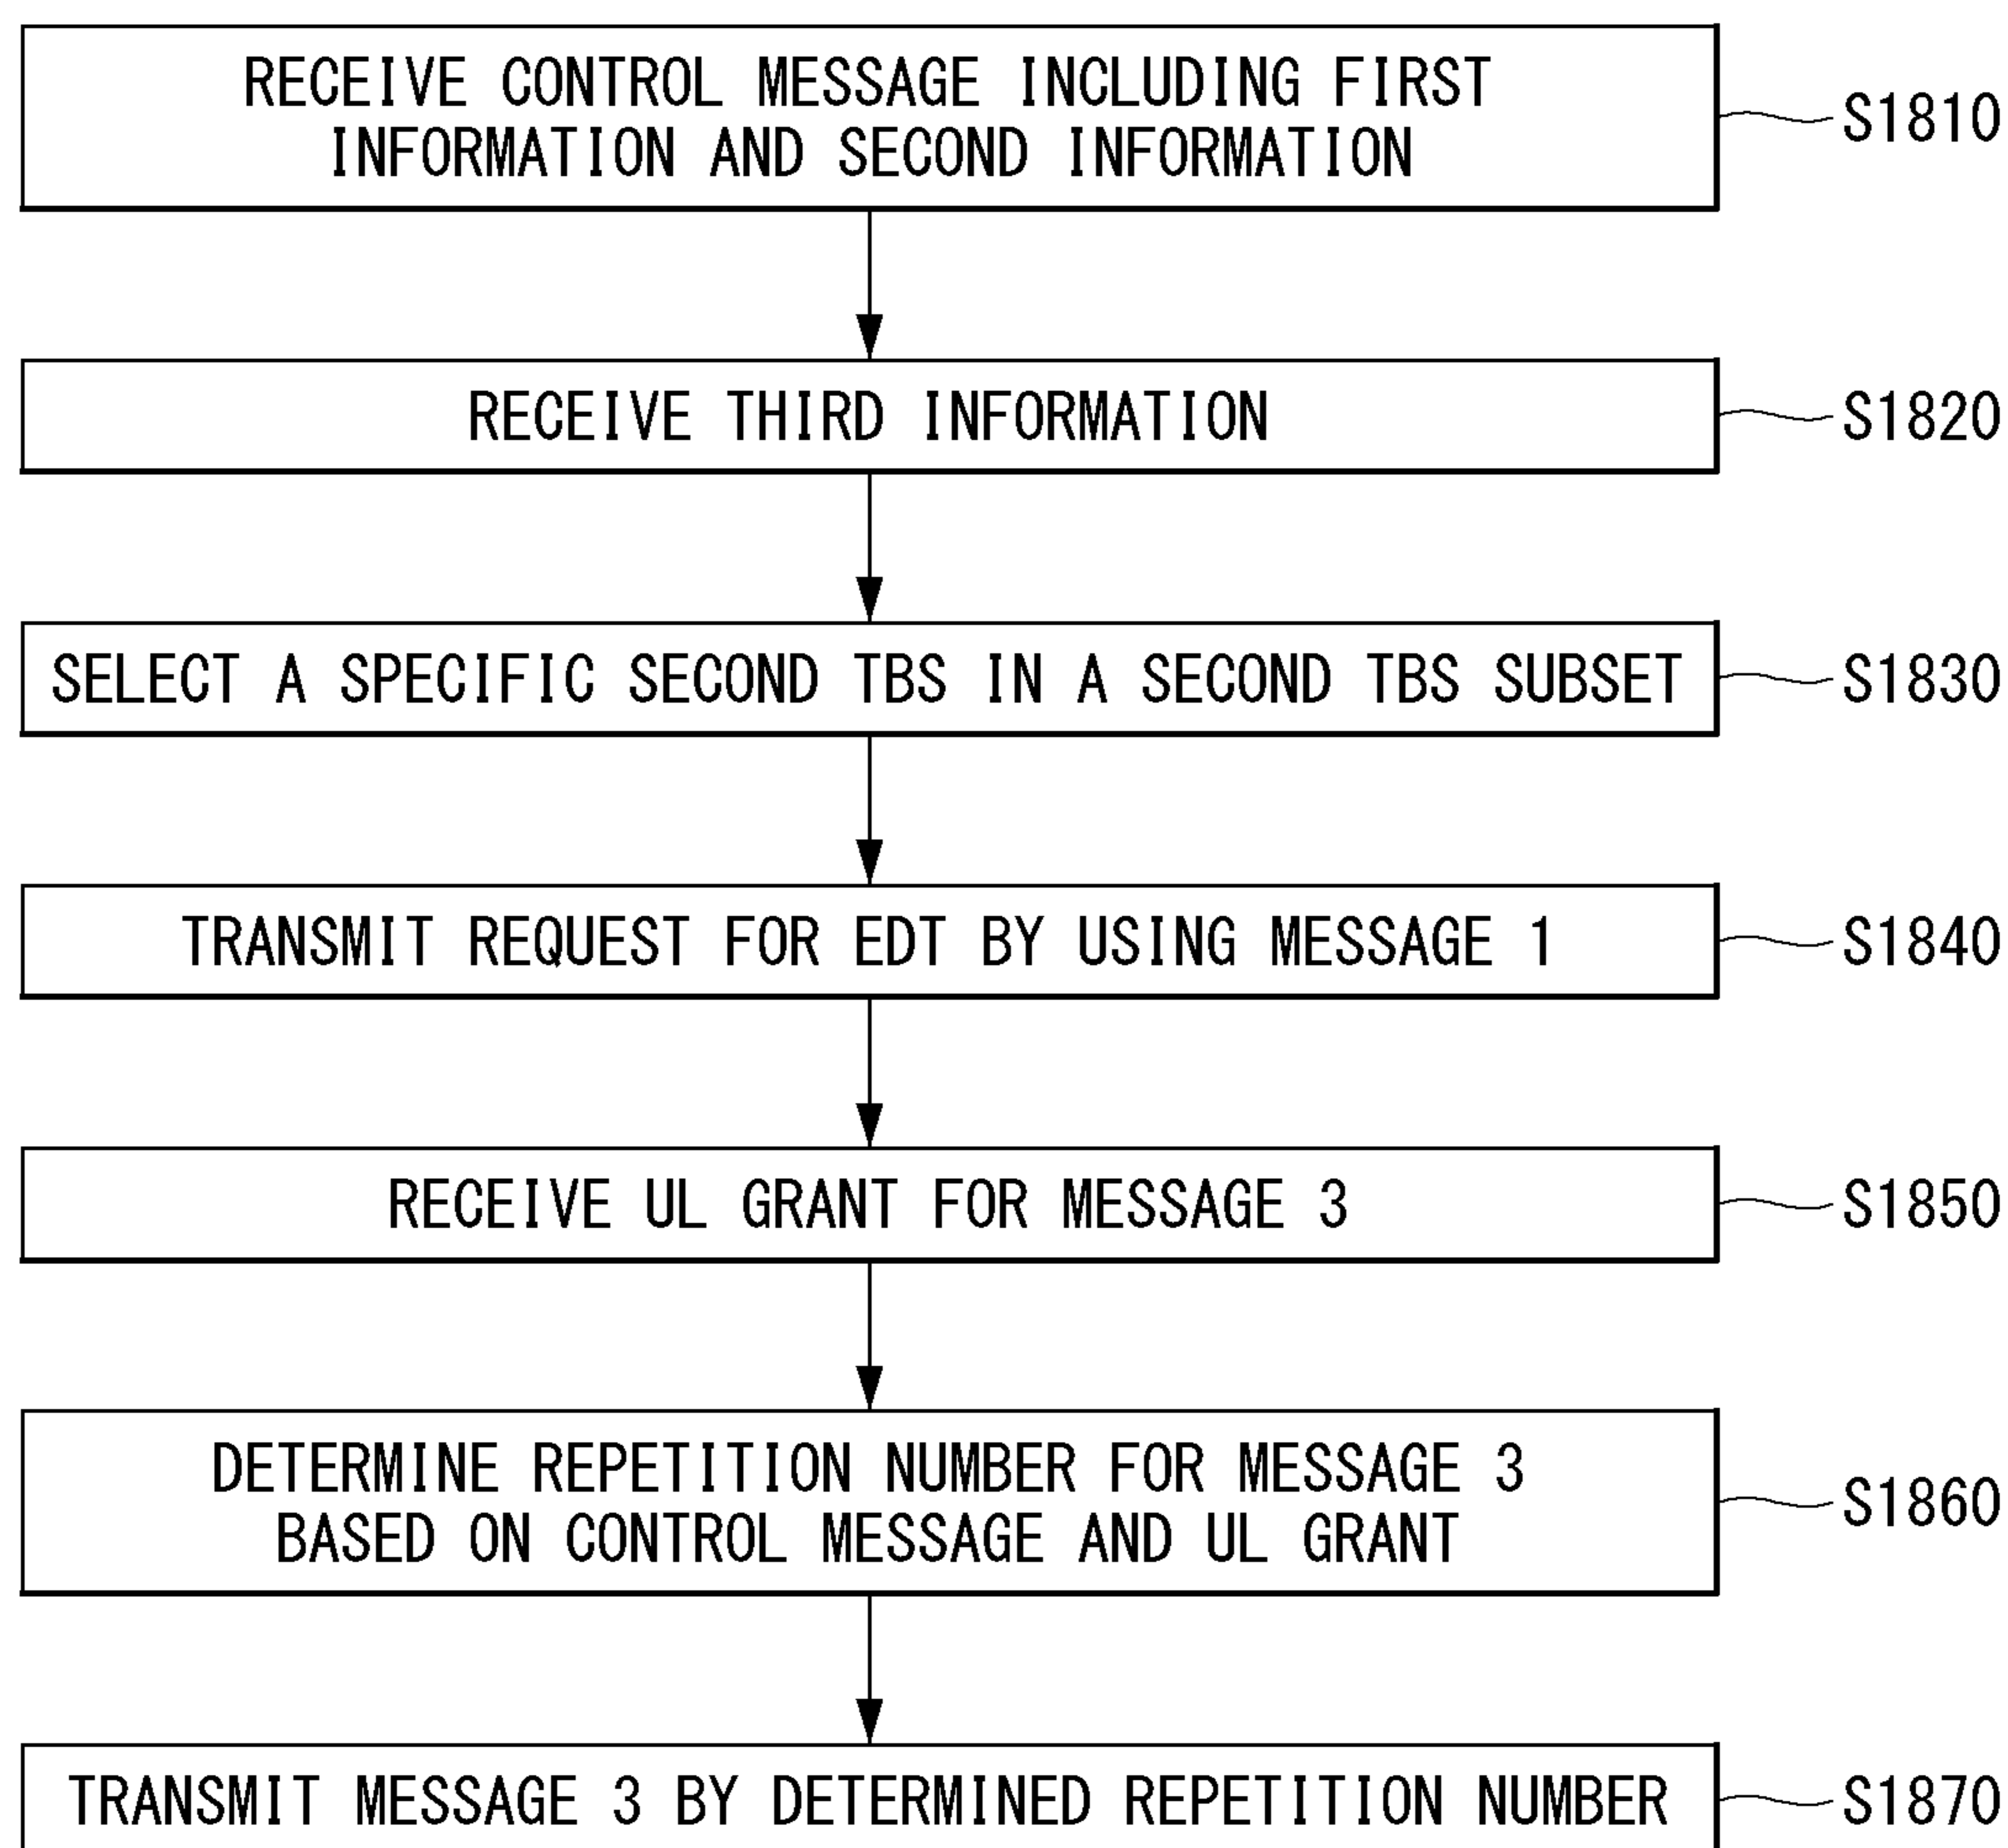 RECEIVE CONTROL MESSAGE INCLUDING FIRST
INFORMATION AND SECOND INFORMATION
S1810
RECEIVE THIRD INFORMATION
S1820
SELECT A SPECIFIC SECOND TBS IN A SECOND TBS SUBSET
S1830
TRANSMIT REQUEST FOR EDT BY USING MESSAGE 1
S1840
RECEIVE UL GRANT FOR MESSAGE 3
S1850
DETERMINE REPETITION NUMBER FOR MESSAGE 3
BASED ON CONTROL MESSAGE AND UL GRANT
S1860
TRANSMIT MESSAGE 3 BY DETERMINED REPETITION NUMBER
S1870